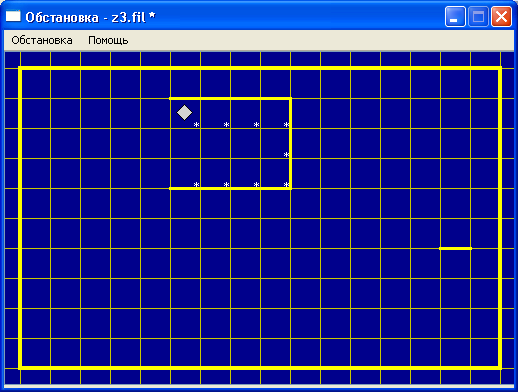 Обстановка - z3.fil *
Обстановка Помощь
* * * *
*
* * * *